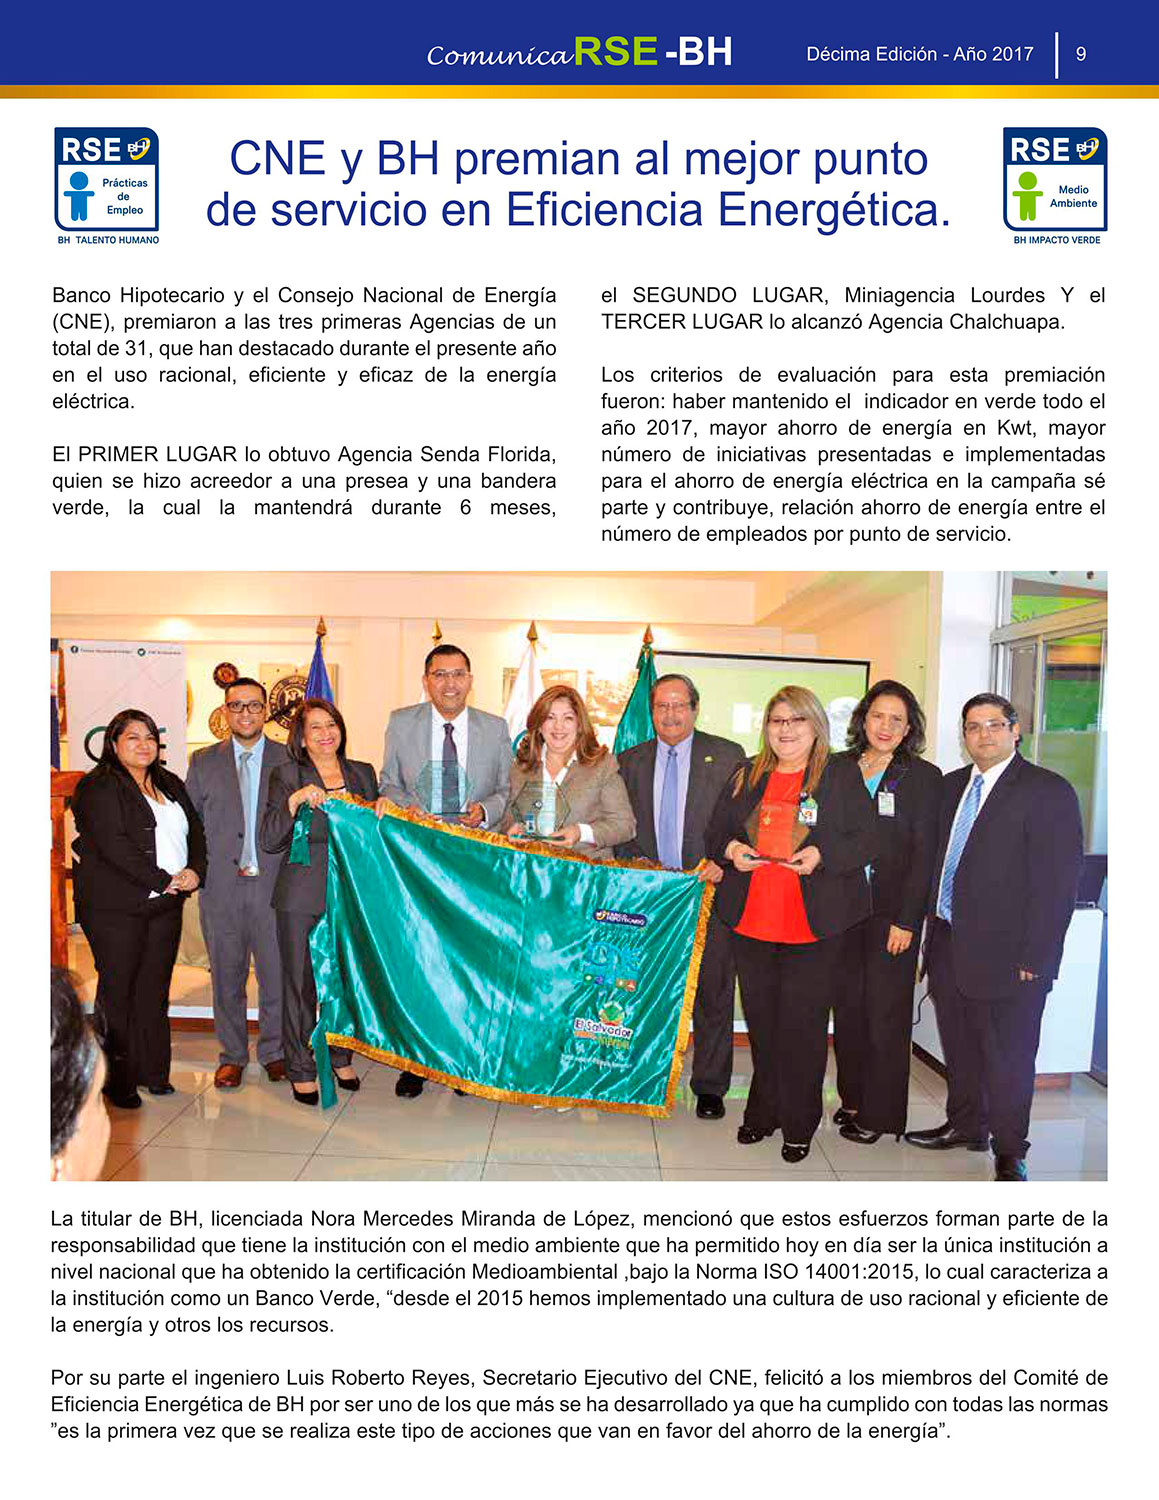 ComunicaRSE-BH
Décima Edición - Año 2017 | 9
RSE BH
Prácticas
de
Empleo
BH TALENTO HUMANO
CNE y BH premian al mejor punto
de servicio en Eficiencia Energética.
RSE BH
Medio
Ambiente
BH IMPACTO VERDE
Banco Hipotecario y el Consejo Nacional de Energía
(CNE), premiaron a las tres primeras Agencias de un
total de 31, que han destacado durante el presente año
en el uso racional, eficiente y eficaz de la energía
eléctrica.
El PRIMER LUGAR lo obtuvo Agencia Senda Florida,
quien se hizo acreedor a una presea y una bandera
verde, la cual la mantendrá durante 6 meses,
el SEGUNDO LUGAR, Miniagencia Lourdes Y el
TERCER LUGAR lo alcanzó Agencia Chalchuapa.
Los criterios de evaluación para esta premiación
fueron: haber mantenido el indicador en verde todo el
año 2017, mayor ahorro de energía en Kwt, mayor
número de iniciativas presentadas e implementadas
para el ahorro de energía eléctrica en la campaña sé
parte y contribuye, relación ahorro de energía entre el
número de empleados por punto de servicio.
BANCO
HIPOTECARIO
El Salvador
La titular de BH, licenciada Nora Mercedes Miranda de López, mencionó que estos esfuerzos forman parte de la
responsabilidad que tiene la institución con el medio ambiente que ha permitido hoy en día ser la única institución a
nivel nacional que ha obtenido la certificación Medioambiental ,bajo la Norma ISO 14001:2015, lo cual caracteriza a
la institución como un Banco Verde, “desde el 2015 hemos implementado una cultura de uso racional y eficiente de
la energía y otros los recursos.
Por su parte el ingeniero Luis Roberto Reyes, Secretario Ejecutivo del CNE, felicitó a los miembros del Comité de
Eficiencia Energética de BH por ser uno de los que más se ha desarrollado ya que ha cumplido con todas las normas
”es la primera vez que se realiza este tipo de acciones que van en favor del ahorro de la energía”.